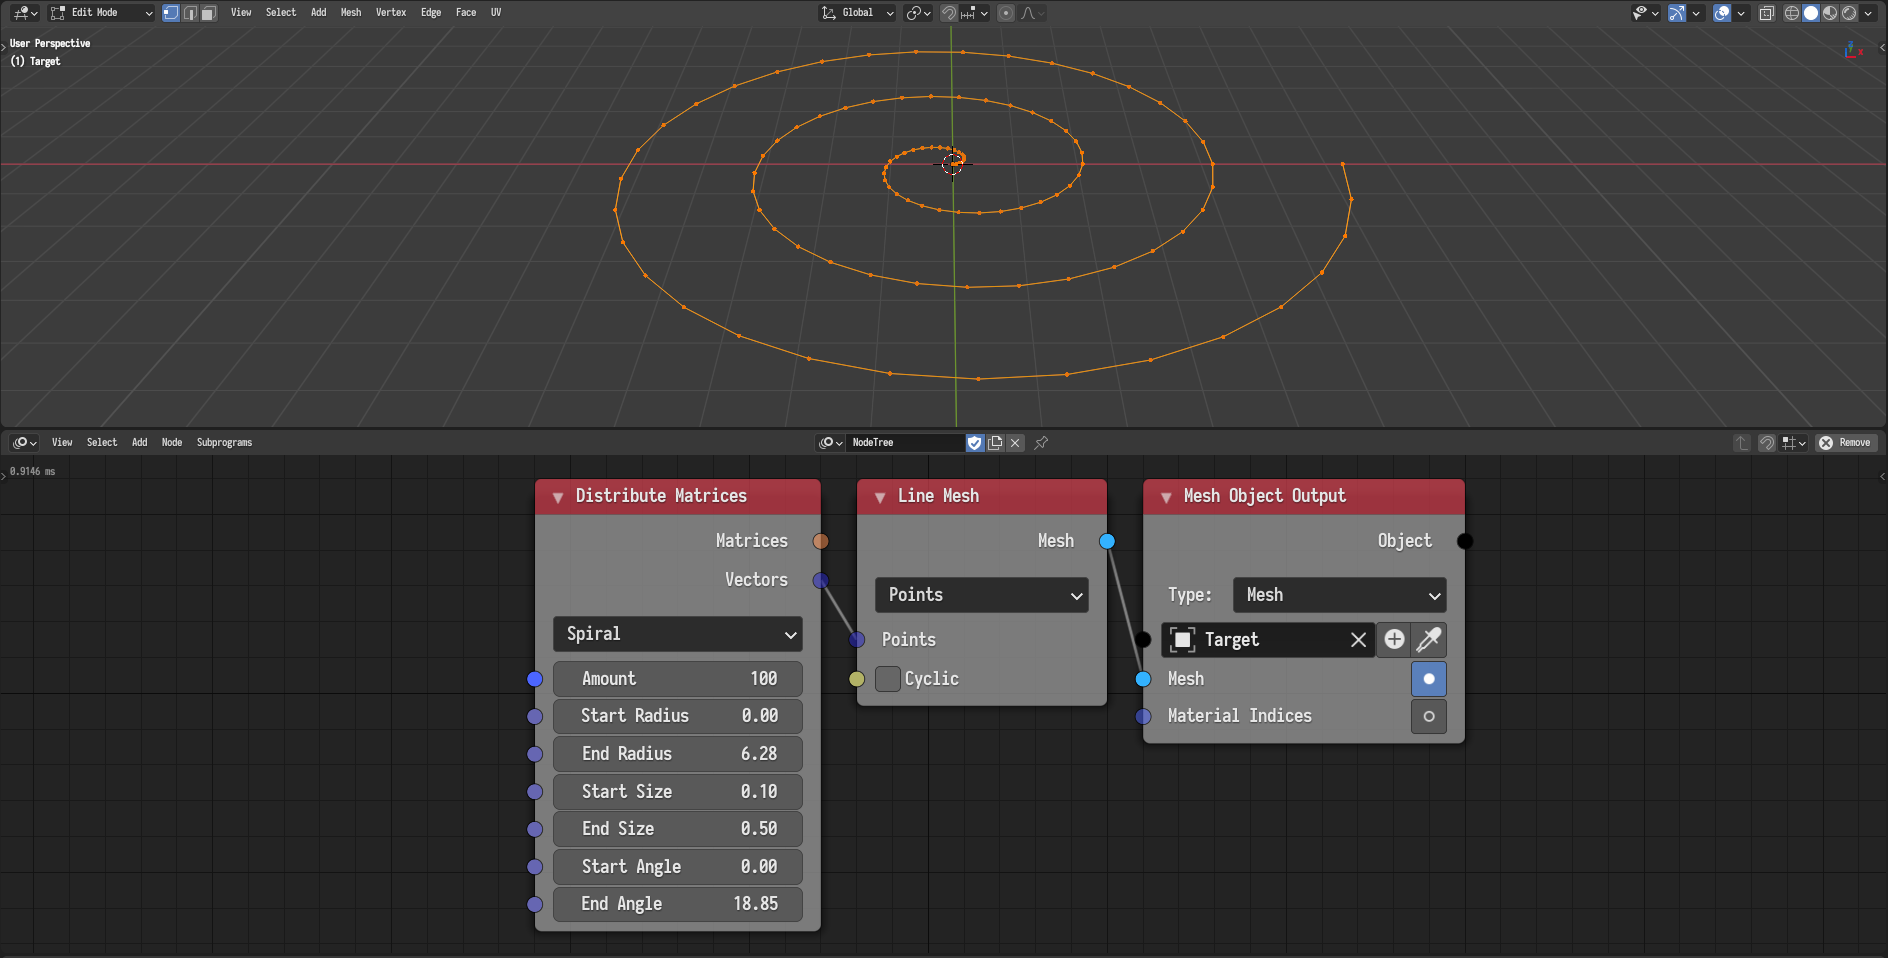 Edit Mode View Select Add Mesh Vertex Edge Face UV Global
User Perspective
(1) Target
X
View Select Add Node Subprograms NodeTree Remove
0.9146 ms
Distribute Matrices
Matrices
Vectors
Spiral
Amount 100
Start Radius 0.00
End Radius 6.28
Start Size 0.10
End Size 0.50
Start Angle 0.00
End Angle 18.85
Line Mesh
Mesh
Points
Points
Cyclic
Mesh Object Output
Object
Type: Mesh
Target
Mesh
Material Indices